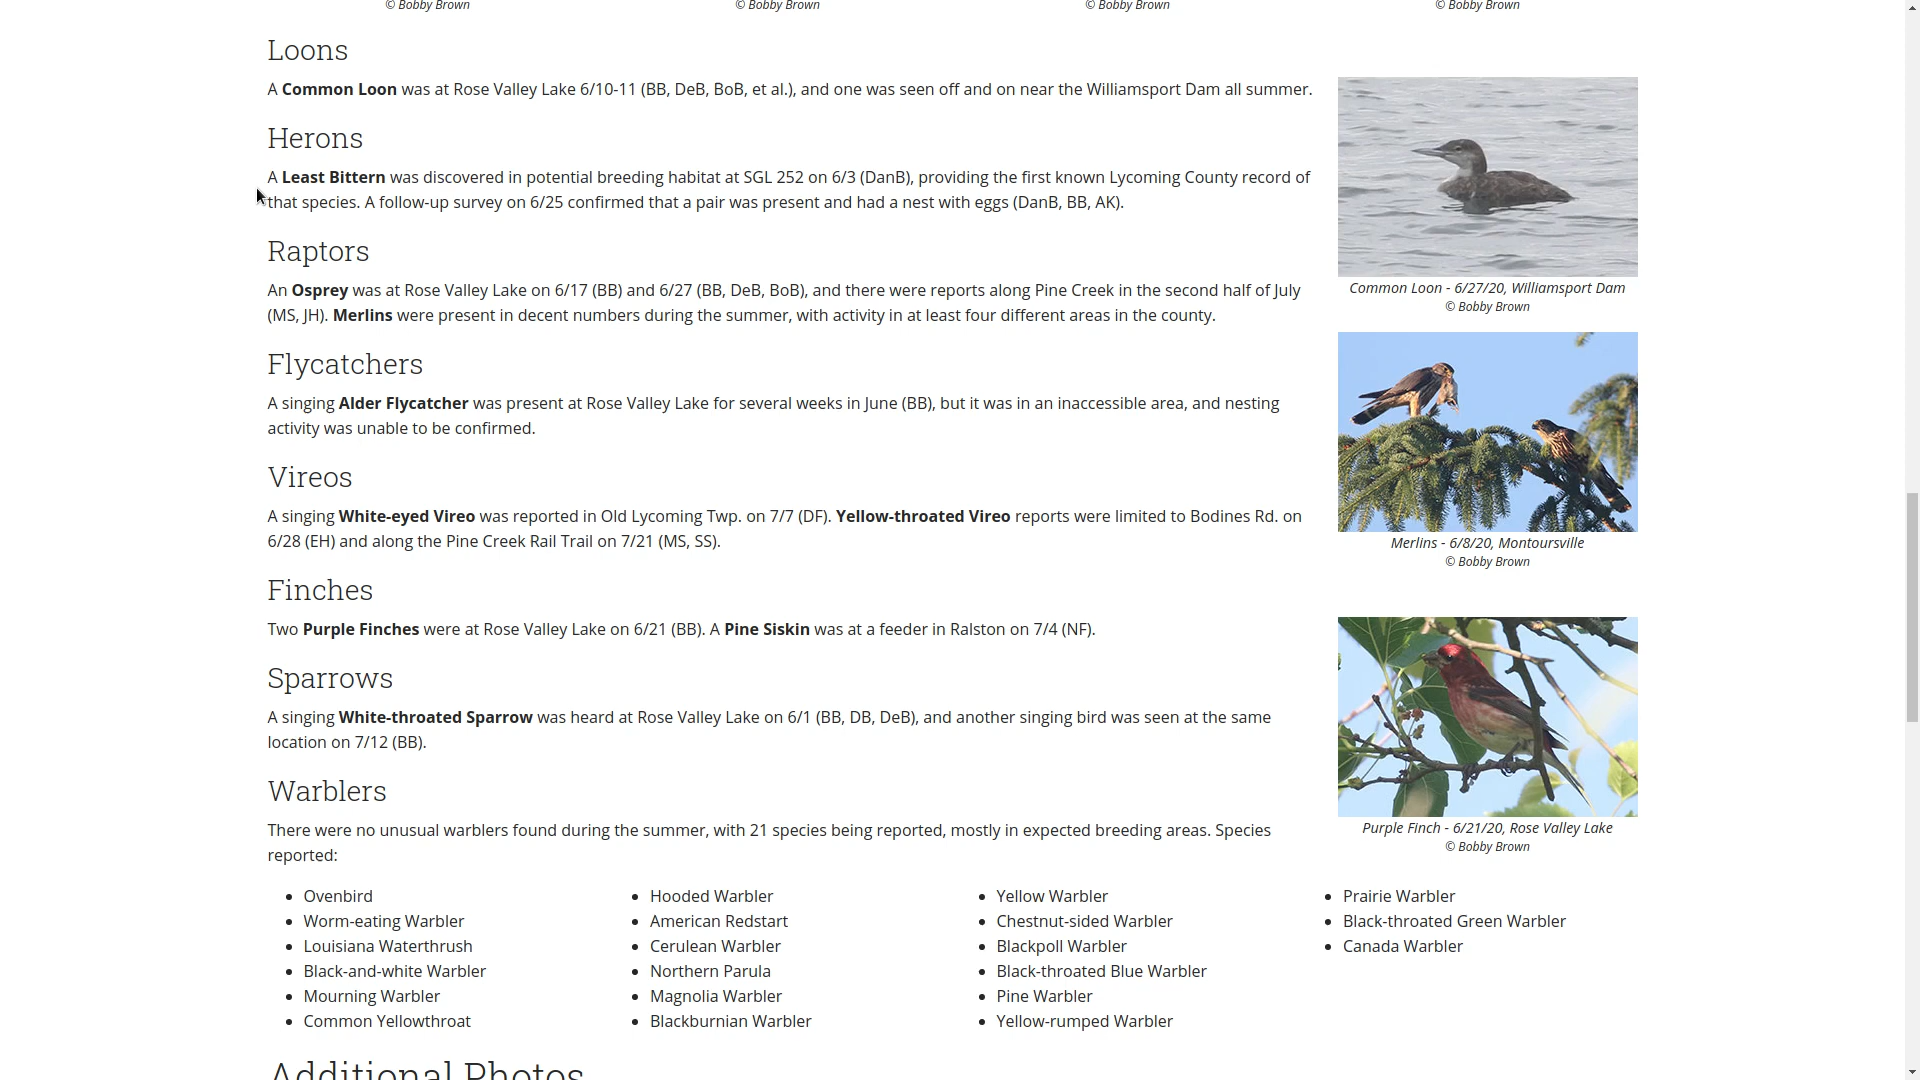 © Bobby Brown
© Bobby Brown
© Bobby Brown
© Bobby Brown
Loons
A Common Loon was at Rose Valley Lake 6/10-11 (BB, DeB, BoB, et al.), and one was seen off and on near the Williamsport Dam all summer.
Herons
A Least Bittern was discovered in potential breeding habitat at SGL 252 on 6/3 (DanB), providing the first known Lycoming County record of
that species. A follow-up survey on 6/25 confirmed that a pair was present and had a nest with eggs (DanB, BB, AK).
Raptors
An Osprey was at Rose Valley Lake on 6/17 (BB) and 6/27 (BB, DeB, BoB), and there were reports along Pine Creek in the second half of July
(MS, JH). Merlins were present in decent numbers during the summer, with activity in at least four different areas in the county.
Common Loon - 6/27/20, Williamsport Dam
© Bobby Brown
Flycatchers
A singing Alder Flycatcher was present at Rose Valley Lake for several weeks in June (BB), but it was in an inaccessible area, and nesting
activity was unable to be confirmed.
Vireos
A singing White-eyed Vireo was reported in Old Lycoming Twp. on 7/7 (DF). Yellow-throated Vireo reports were limited to Bodines Rd. on
6/28 (EH) and along the Pine Creek Rail Trail on 7/21 (MS, SS).
Merlins - 6/8/20, Montoursville
© Bobby Brown
Finches
Two Purple Finches were at Rose Valley Lake on 6/21 (BB). A Pine Siskin was at a feeder in Ralston on 7/4 (NF).
Sparrows
A singing White-throated Sparrow was heard at Rose Valley Lake on 6/1 (BB, DB, DeB), and another singing bird was seen at the same
location on 7/12 (BB).
Warblers
There were no unusual warblers found during the summer, with 21 species being reported, mostly in expected breeding areas. Species
reported:
Purple Finch - 6/21/20, Rose Valley Lake
© Bobby Brown
Ovenbird
Worm-eating Warbler
Louisiana Waterthrush
Black-and-white Warbler
Mourning Warbler
Common Yellowthroat
Hooded Warbler
American Redstart
Cerulean Warbler
Northern Parula
Magnolia Warbler
Blackburnian Warbler
Yellow Warbler
Chestnut-sided Warbler
Blackpoll Warbler
Black-throated Blue Warbler
Pine Warbler
Yellow-rumped Warbler
Prairie Warbler
Black-throated Green Warbler
Canada Warbler
Additional Photos